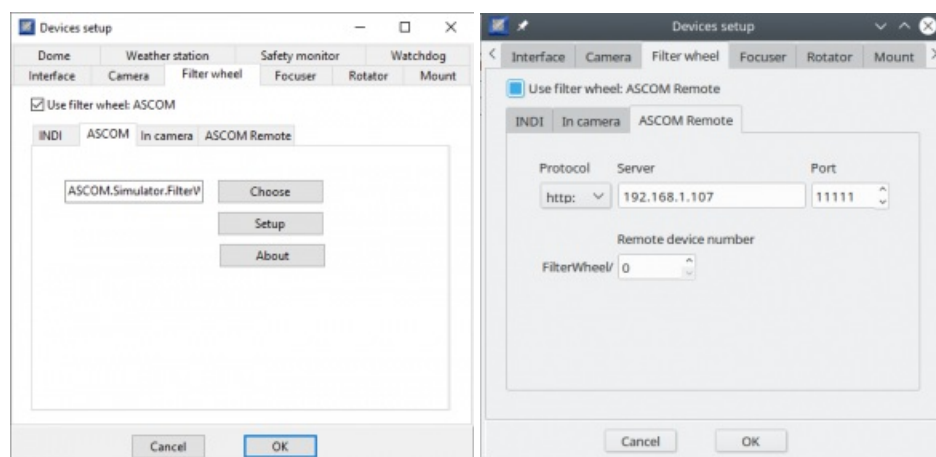 Devices setup
Dome Weather station Safety monitor Watchdog
Interface Camera Filter wheel Focuser Rotator Mount
Use filter wheel: ASCOM
INDI ASCOM In camera ASCOM Remote
ASCOM.Simulator.FilterW Choose
Setup
About
Cancel OK
Devices setup
Interface Camera Filter wheel Focuser Rotator Mount
Use filter wheel: ASCOM Remote
INDI In camera ASCOM Remote
Protocol Server Port
http: 192.168.1.107 11111
Remote device number
FilterWheel/ 0
Cancel OK